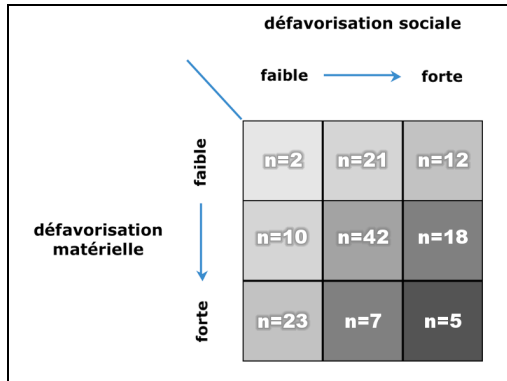 défavorisation sociale
faible
forte
faible
n=2
n=21
n=12
défavorisation
matérielle
n=10
n=42
n=18
forte
n=23
n=7
n=5